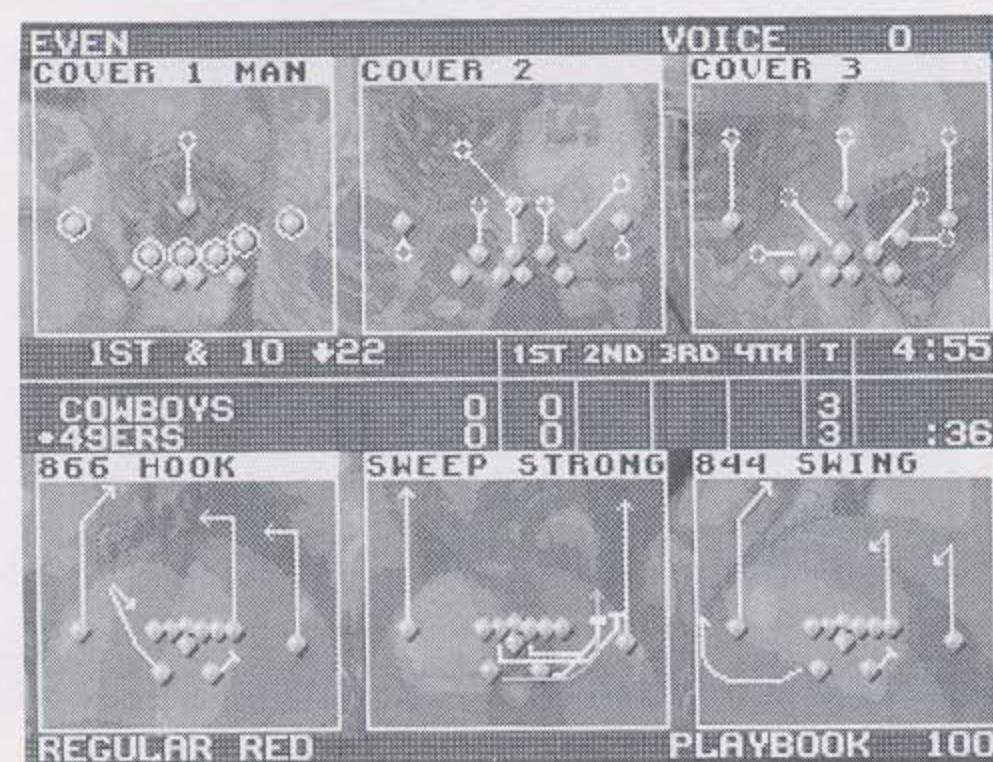 EVEN VOICE 0
COVER 1 MAN COVER 2 COVER 3
1ST & 10 ↓22 1ST 2ND 3RD 4TH T 4:55
COWBOYS 0 0 3
*49ERS 0 0 3 :36
866 HOOK SWEEP STRONG 844 SWING
REGULAR RED PLAYBOOK 100